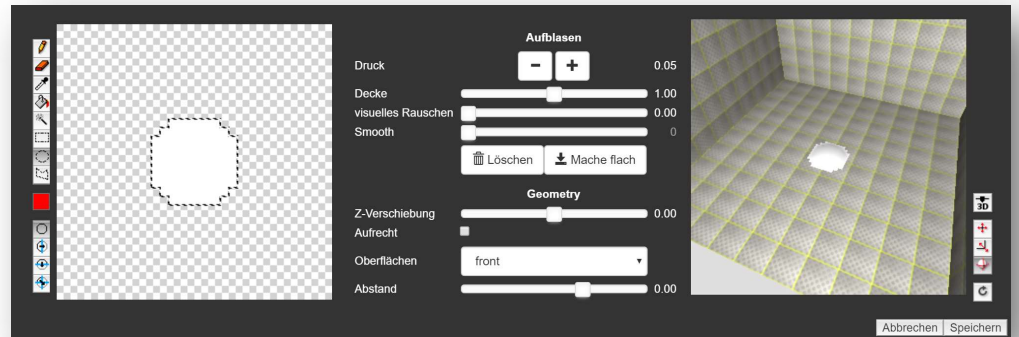 Aufblasen
Druck - + 0.05
Decke 1.00
visuelles Rauschen 0.00
Smooth 0
Löschen Mache flach
Geometry
Z-Verschiebung 0.00
Aufrecht
Oberflächen front
Abstand 0.00
3D
Abbrechen Speichern